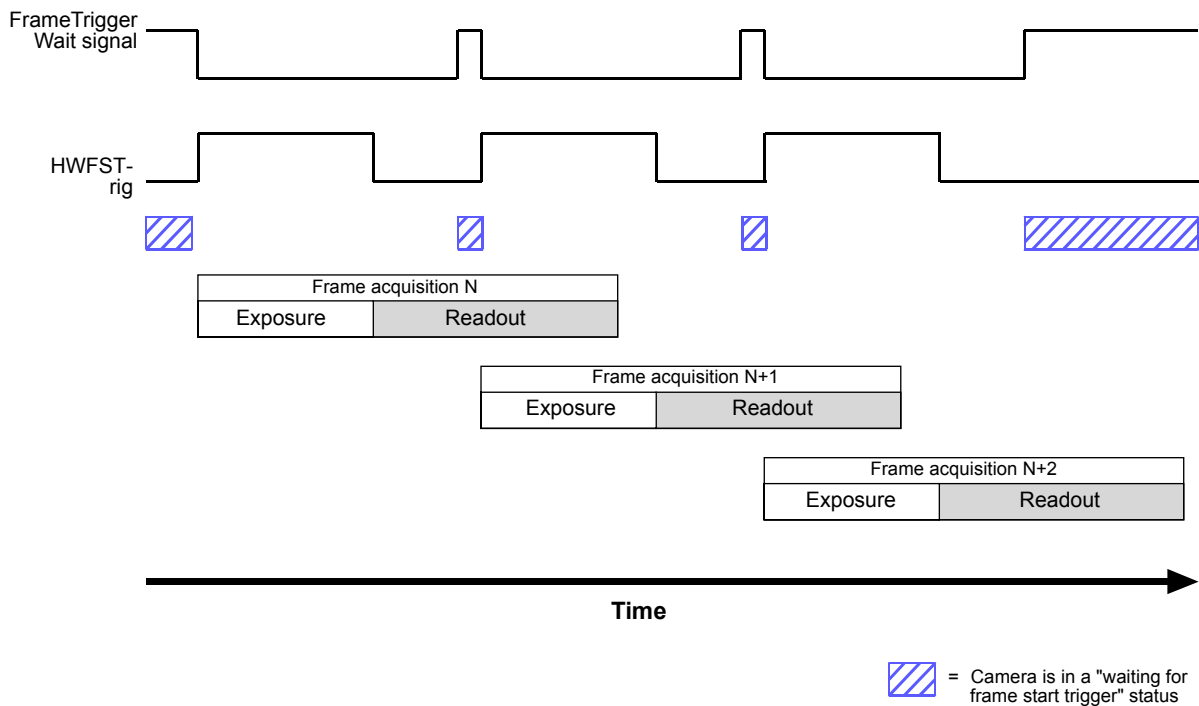 FrameTrigger
Wait signal
HWFST-
rig
Frame acquisition N
Exposure
Readout
Frame acquisition N+1
Exposure
Readout
Frame acquisition N+2
Exposure
Readout
Time
= Camera is in a "waiting for
frame start trigger" status